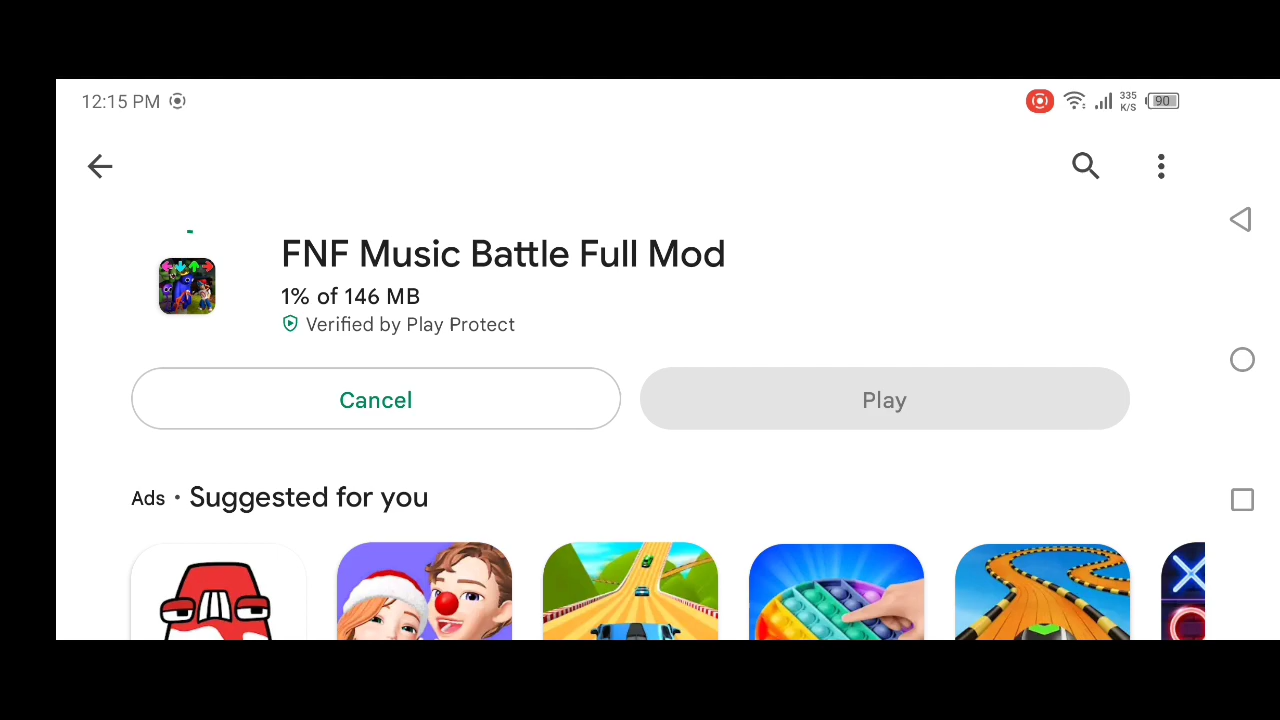 12:15 PM
335
K/S
90
FNF Music Battle Full Mod
1% of 146 MB
Verified by Play Protect
Cancel
Play
Ads • Suggested for you